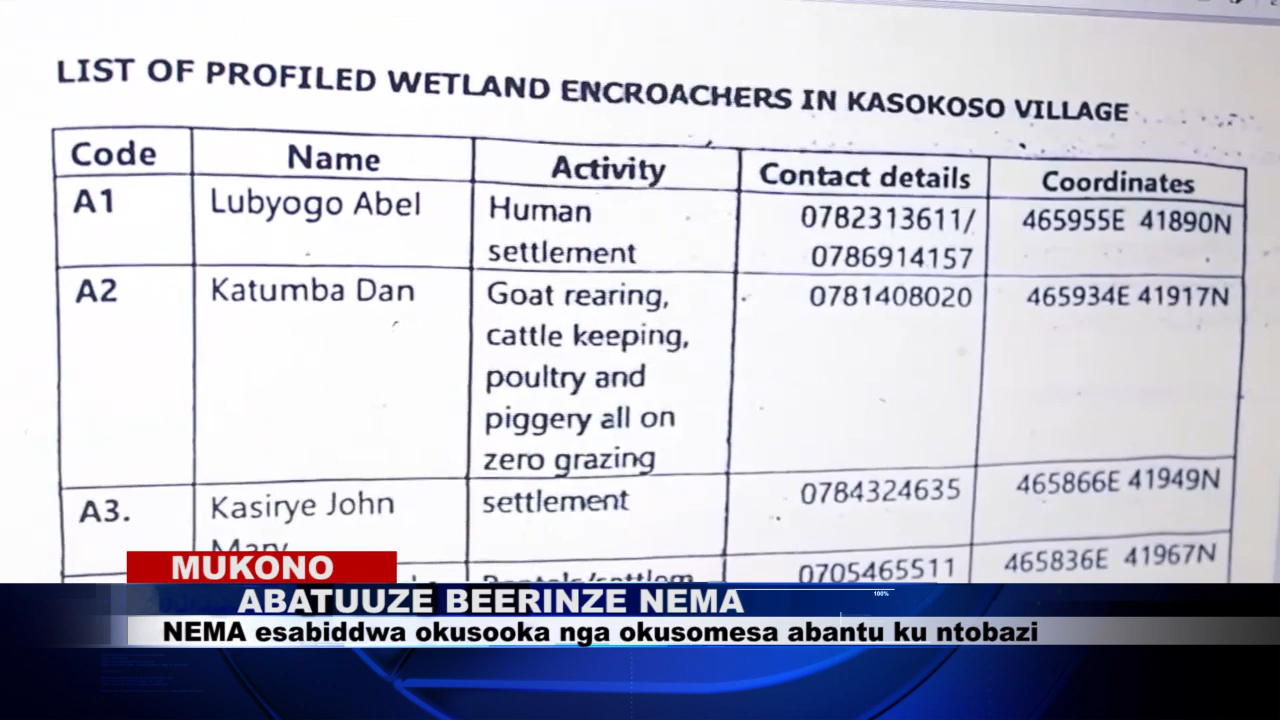 LIST OF PROFILED WETLAND ENCROACHERS IN KASOKOSO VILLAGE
Code Name Activity Contact details Coordinates
A1 Lubyogo Abel Human settlement 0782313611/ 0786914157 465955E 41890N
A2 Katumba Dan Goat rearing, cattle keeping, poultry and piggery all on zero grazing 0781408020 465934E 41917N
A3. Kasirye John Mary settlement 0784324635 465866E 41949N
0705465511 465836E 41967N
MUKONO
ABATUUZE BEERINZE NEMA
100%
NEMA esabiddwa okusooka nga okusomesa abantu ku ntobazi